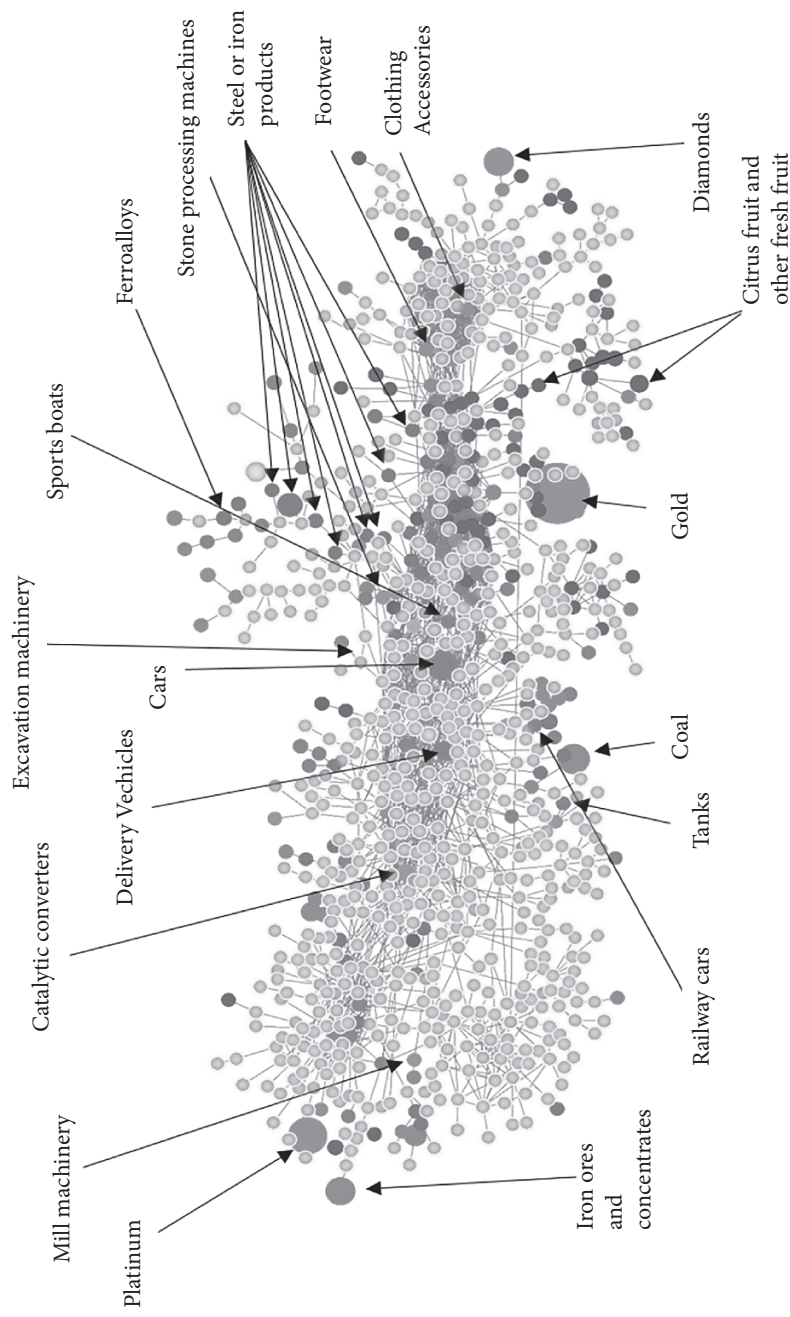 Platinum
Mill machinery
Catalytic converters
Delivery Vechicles
Excavation machinery
Cars
Sports boats
Ferroalloys
Stone processing machines
Steel or iron
products
Footwear
Clothing
Accessories
Iron ores
and
concentrates
Railway cars
Tanks
Coal
Gold
Citrus fruit and
other fresh fruit
Diamonds